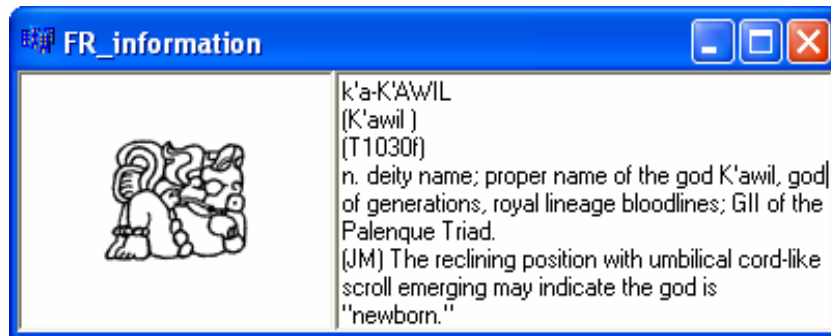 FR_information
k'a-K'AWIL
(K'awil )
(T1030f)
n. deity name; proper name of the god K'awil, god
of generations, royal lineage bloodlines; GII of the
Palenque Triad.
(JM) The reclining position with umbilical cord-like
scroll emerging may indicate the god is
"newborn."